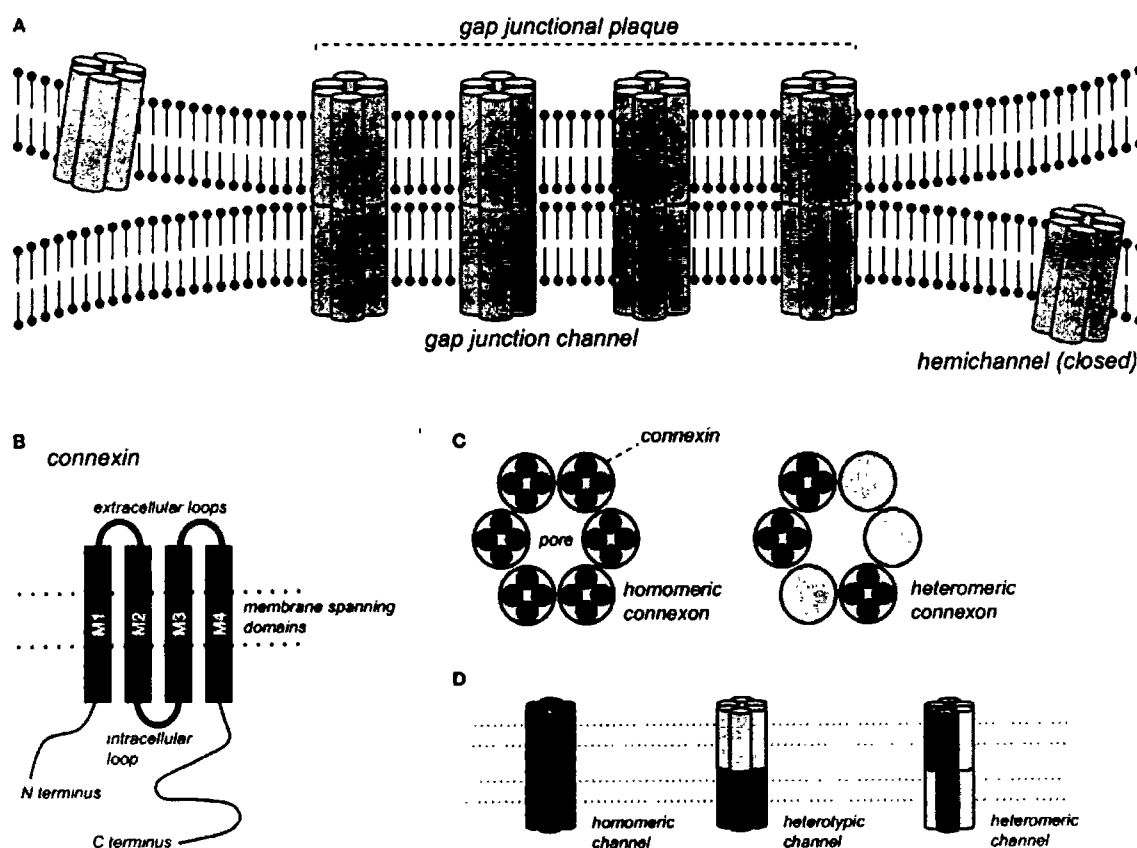 A
gap junctional plaque
gap junction channel
hemichannel (closed)
B
connexin
extracellular loops
M1
M2
M3
M4
membrane spanning
domains
intracellular
loop
N terminus
C terminus
C
connexin
pore
homomeric
connexon
heteromeric
connexon
D
homomeric
channel
heterotypic
channel
heteromeric
channel